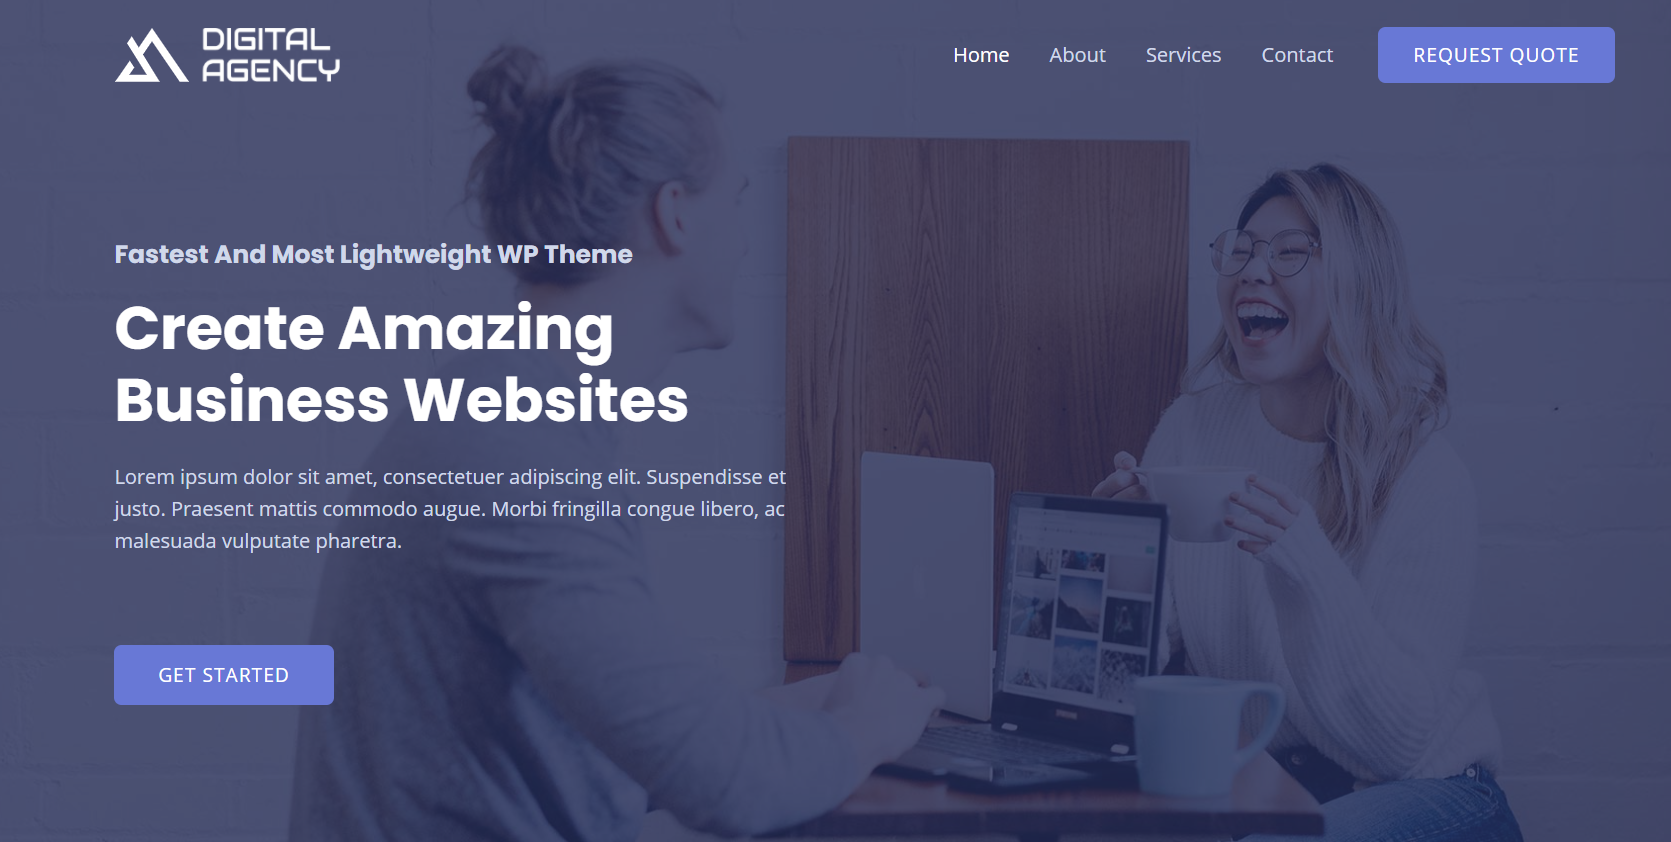 DIGITAL
AGENCY
Home
About
Services
Contact
REQUEST QUOTE
Fastest And Most Lightweight WP Theme
Create Amazing
Business Websites
Lorem ipsum dolor sit amet, consectetuer adipiscing elit. Suspendisse et
justo. Praesent mattis commodo augue. Morbi fringilla congue libero, ac
malesuada vulputate pharetra.
GET STARTED